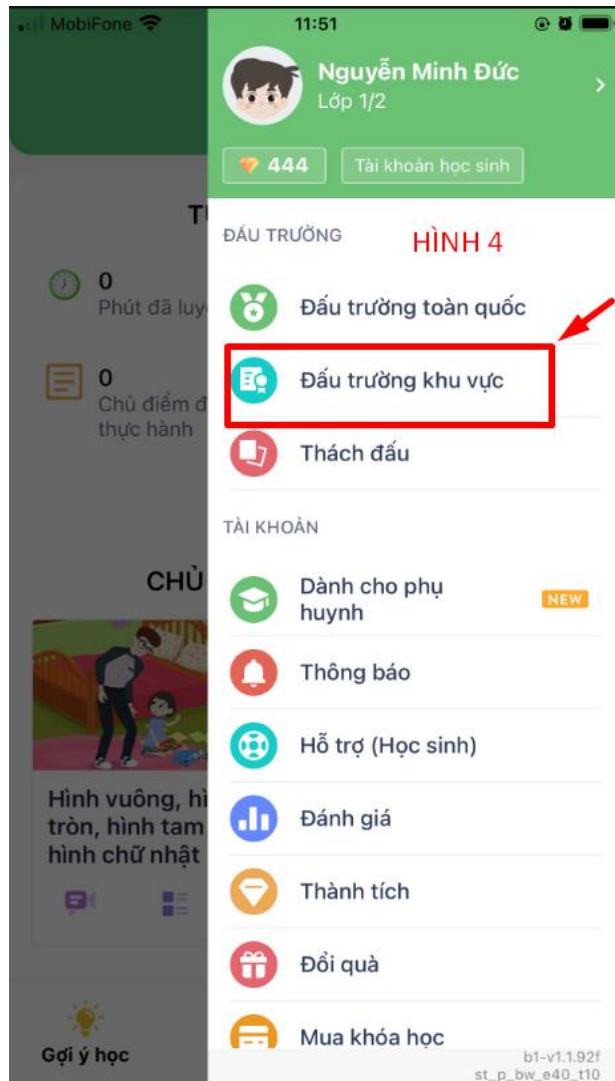 MobiFone 11:51
Nguyễn Minh Đức
Lớp 1/2
444 Tài khoản học sinh
ĐẤU TRƯỜNG
HÌNH 4
Đấu trường toàn quốc
Đấu trường khu vực
Thách đấu
TÀI KHOẢN
Dành cho phụ
huynh
NEW
Thông báo
Hỗ trợ (Học sinh)
Đánh giá
Thành tích
Đổi quà
Mua khóa học
b1-v1.1.92f
st_p_bw_e40_t10
0
Phút đã luy
0
Chủ điểm đ
thực hành
CHỦ
Hình vuông, hì
tròn, hình tam
hình chữ nhật
Gợi ý học